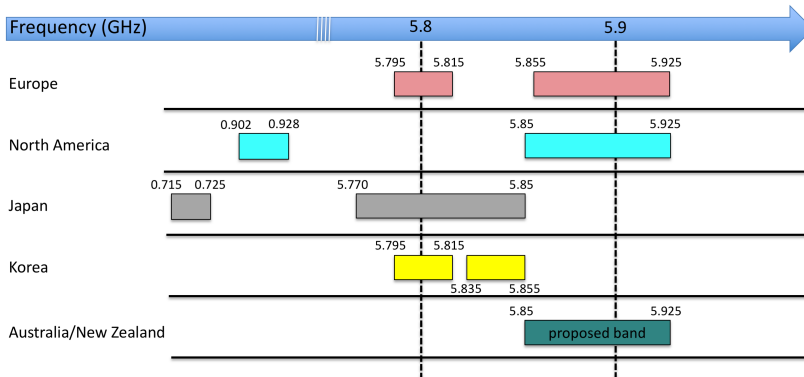 Frequency (GHz) 5.8 5.9
5.795 5.815 5.855 5.925
Europe
0.902 0.928 5.85 5.925
North America
0.715 0.725 5.770 5.85
Japan
5.795 5.815
Korea
5.835 5.855
5.85 5.925
Australia/New Zealand proposed band